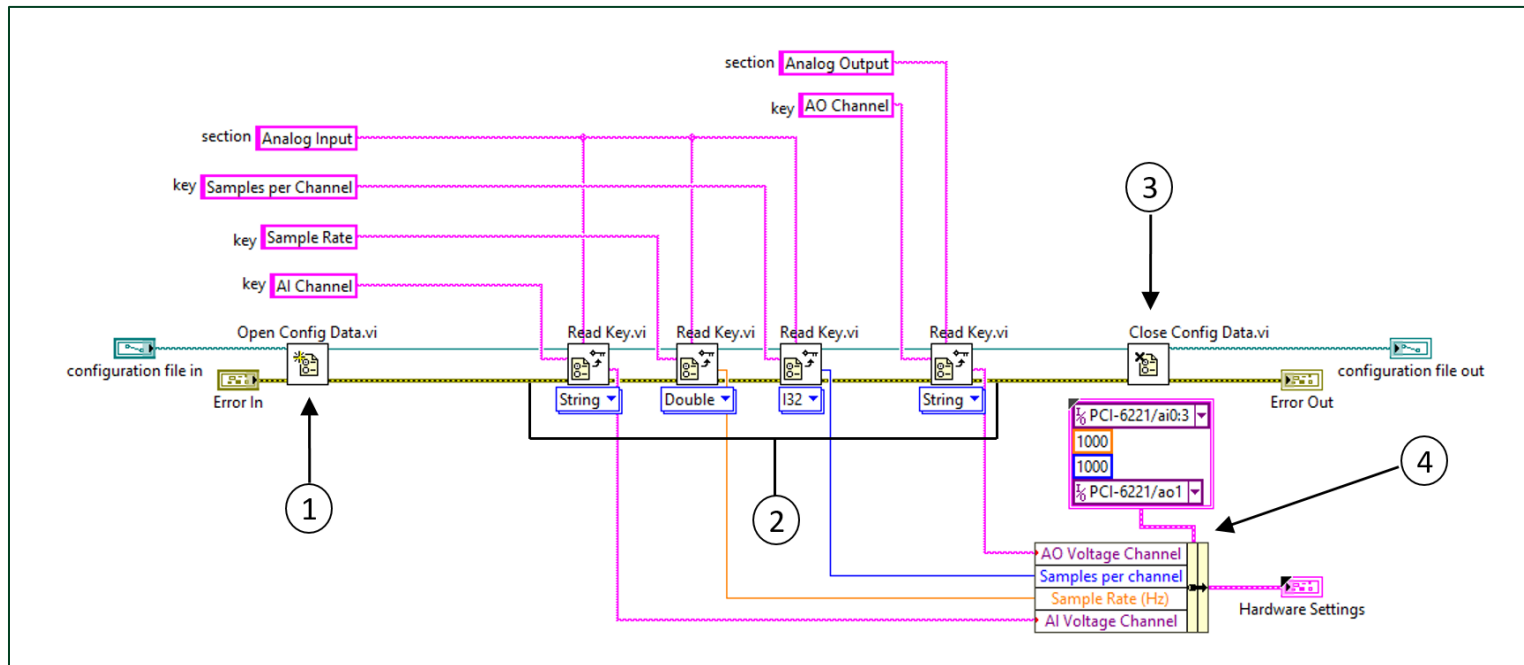 section Analog Output
key AO Channel
section Analog Input
key Samples per Channel
key Sample Rate
key AI Channel
3
Open Config Data.vi
Read Key.vi
Read Key.vi
Read Key.vi
Read Key.vi
Close Config Data.vi
configuration file in
configuration file out
Error In
Error Out
String
Double
I32
String
PCI-6221/ai0:3
1000
1000
PCI-6221/ao1
4
1
2
AO Voltage Channel
Samples per channel
Sample Rate (Hz)
AI Voltage Channel
Hardware Settings